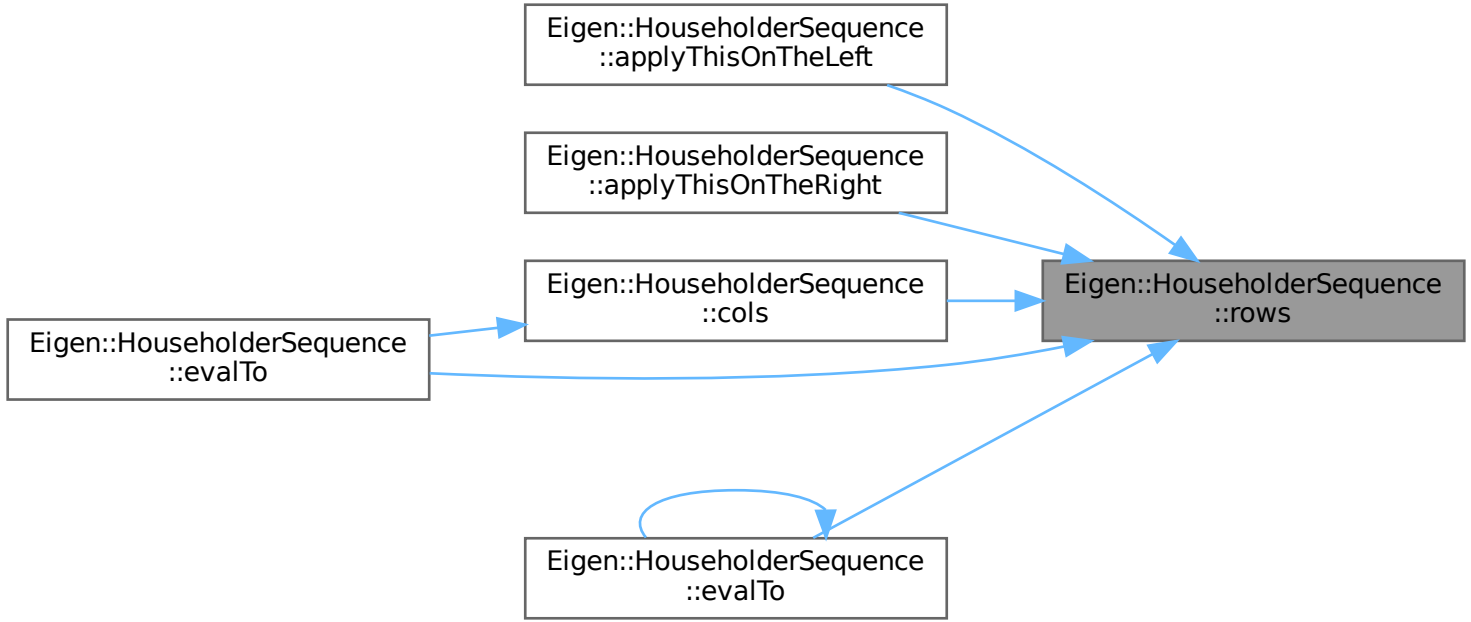 Eigen::HouseholderSequence
::applyThisOnTheLeft
Eigen::HouseholderSequence
::applyThisOnTheRight
Eigen::HouseholderSequence
::cols
Eigen::HouseholderSequence
::rows
Eigen::HouseholderSequence
::evalTo
Eigen::HouseholderSequence
::evalTo